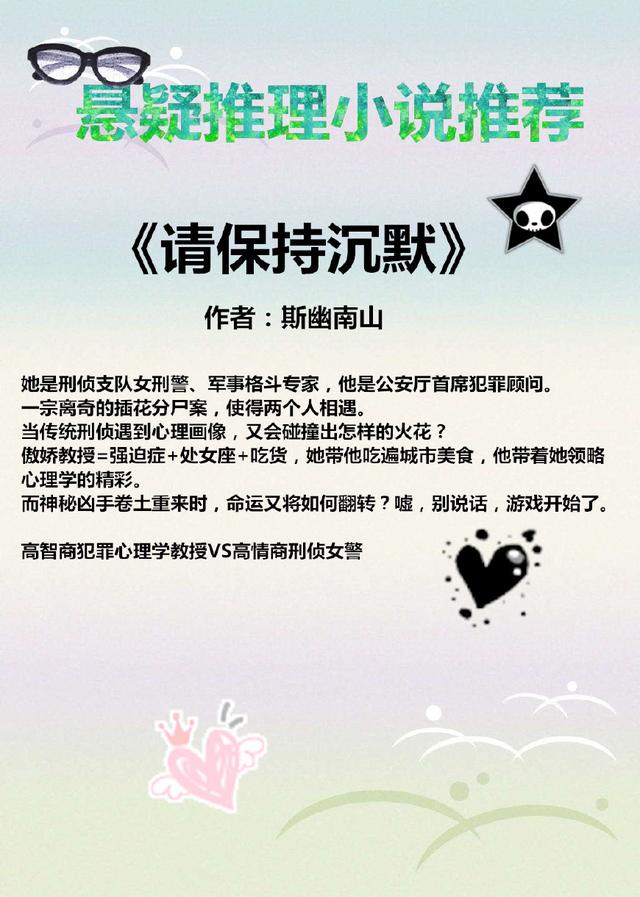 悬疑推理小说推荐
《请保持沉默》
作者：斯幽南山
她是刑侦支队女刑警、军事格斗专家，他是公安厅首席犯罪顾问。
一宗离奇的插花分尸案，使得两个人相遇。
当传统刑侦遇到心理画像，又会碰撞出怎样的火花？
傲娇教授=强迫症+处女座+吃货，她带他吃遍城市美食，他带着她领略
心理学的精彩。
而神秘凶手卷土重来时，命运又将如何翻转？嘘，别说话，游戏开始了。
高智商犯罪心理学教授VS高情商刑侦女警